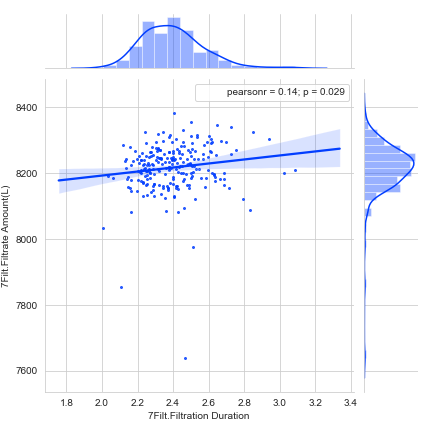 pearsonr = 0.14; p = 0.029
8400
8200
8000
7800
7600
7Filt.Filtrate Amount(L)
1.8 2.0 2.2 2.4 2.6 2.8 3.0 3.2 3.4
7Filt.Filtration Duration